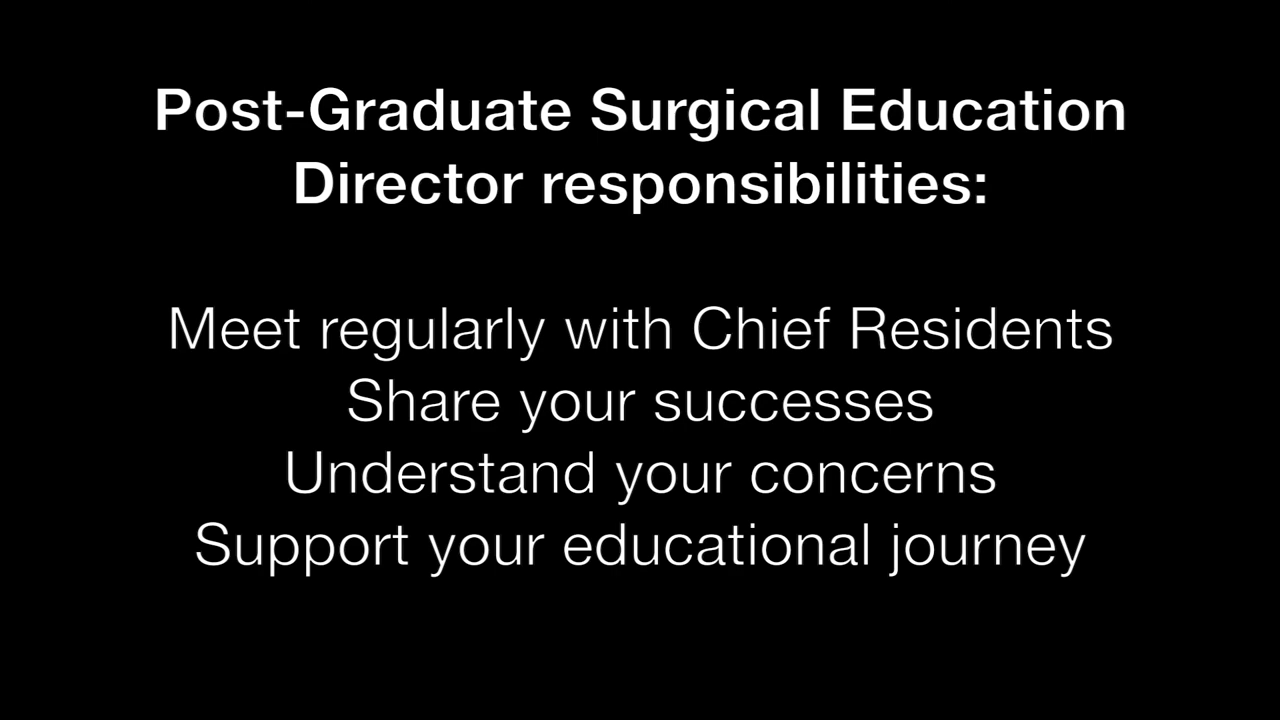 Post-Graduate Surgical Education
Director responsibilities:
Meet regularly with Chief Residents
Share your successes
Understand your concerns
Support your educational journey